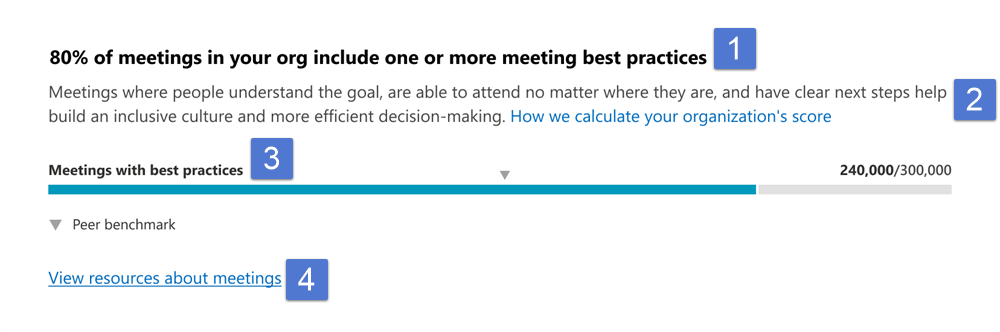 80% of meetings in your org include one or more meeting best practices 1
Meetings where people understand the goal, are able to attend no matter where they are, and have clear next steps help 2
build an inclusive culture and more efficient decision-making. How we calculate your organization's score
Meetings with best practices 3 240,000/300,000
Peer benchmark
View resources about meetings 4